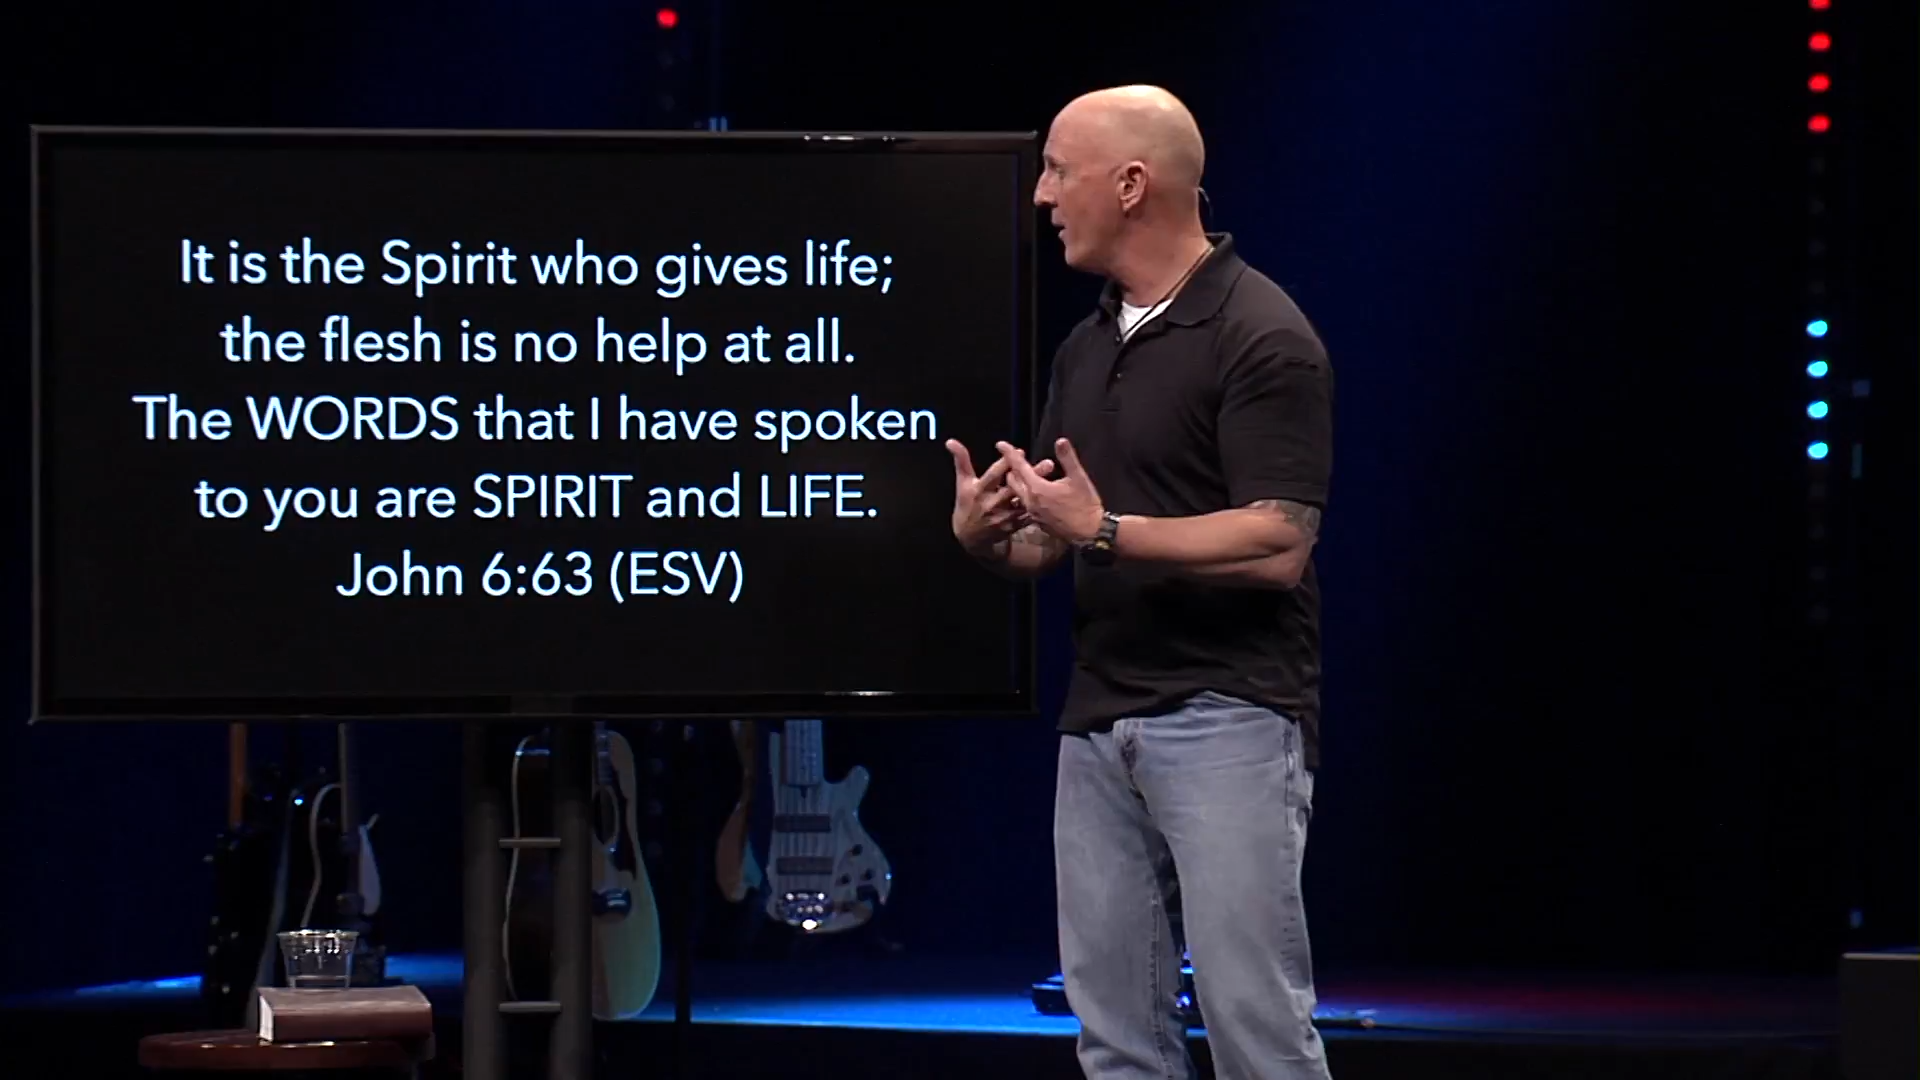 It is the Spirit who gives life;
the flesh is no help at all.
The WORDS that I have spoken
to you are SPIRIT and LIFE.
John 6:63 (ESV)